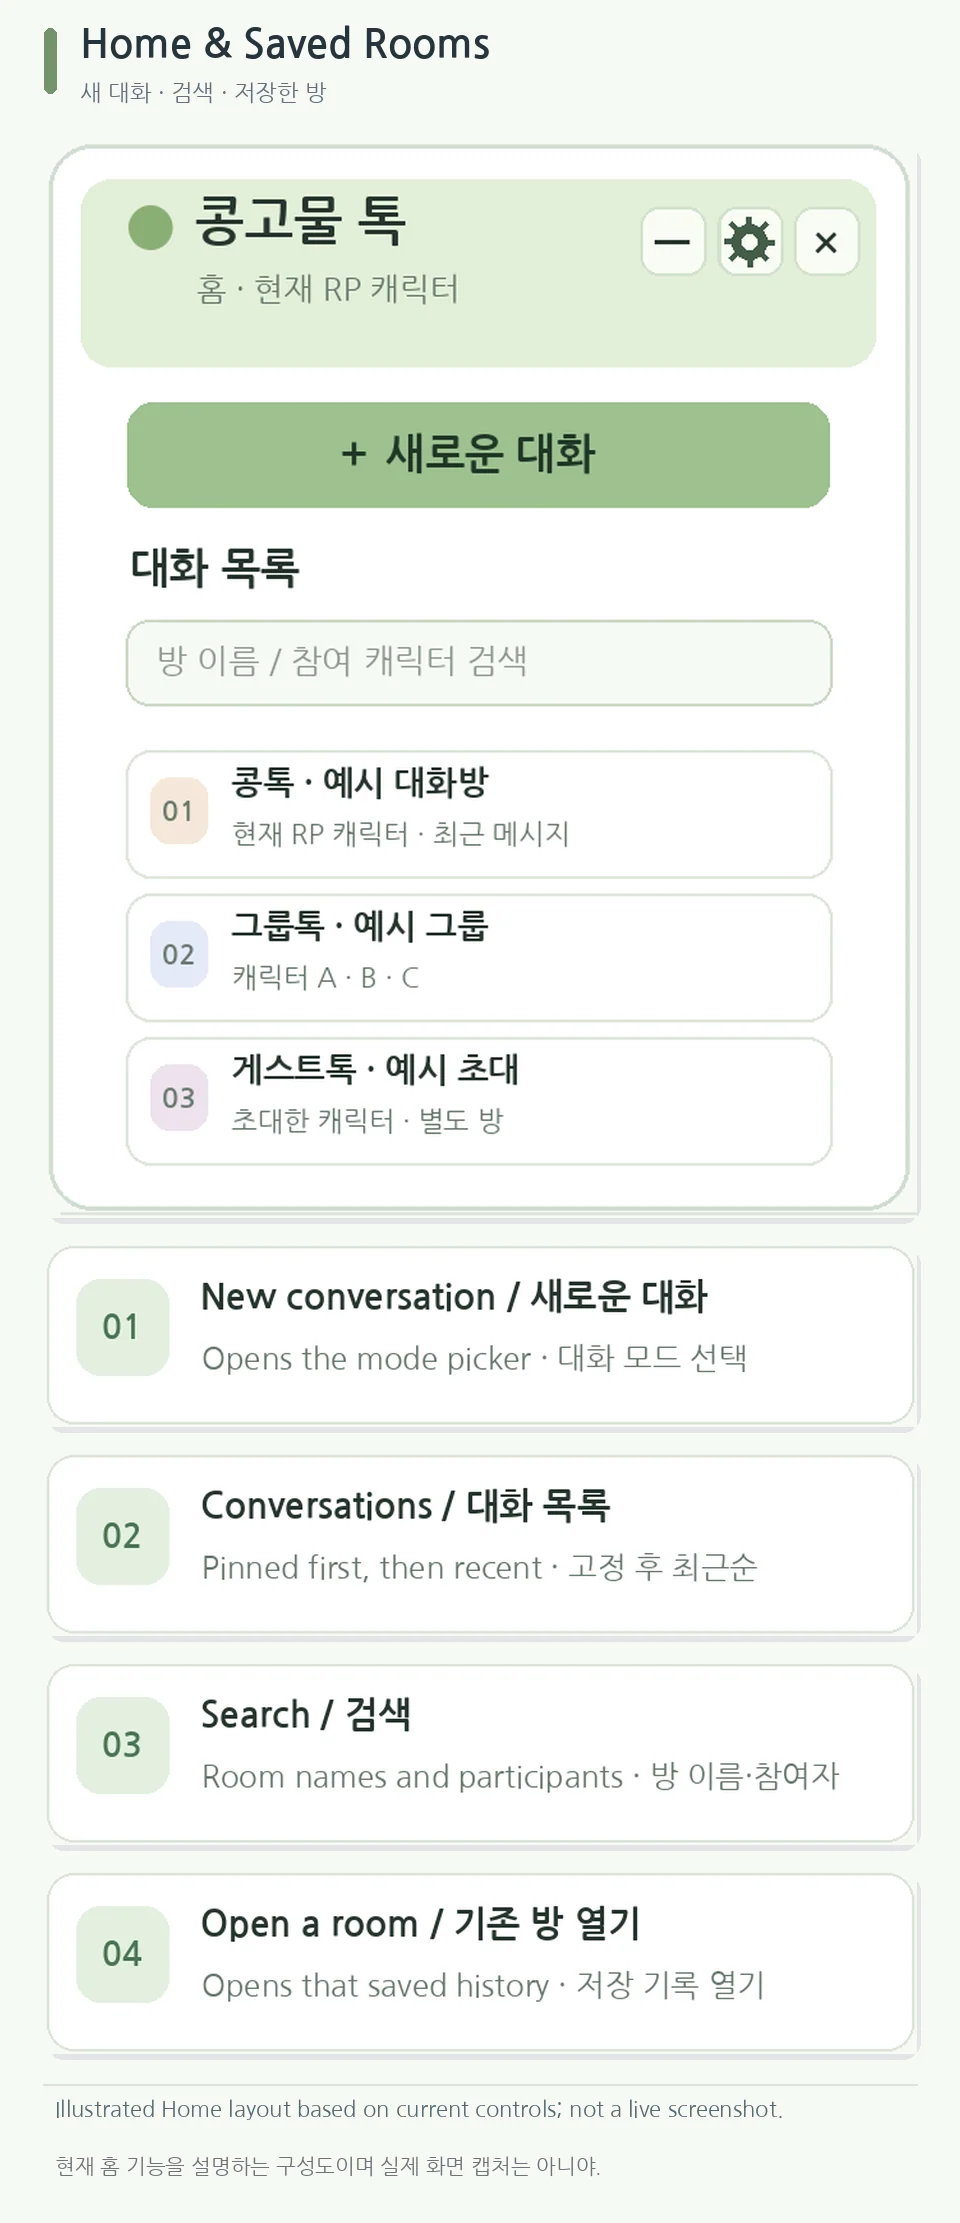 Home & Saved Rooms
새 대화 · 검색 · 저장한 방
콩고물 톡
홈 · 현재 RP 캐릭터
+ 새로운 대화
대화 목록
방 이름 / 참여 캐릭터 검색
01
콩톡 · 예시 대화방
현재 RP 캐릭터 · 최근 메시지
02
그룹톡 · 예시 그룹
캐릭터 A · B · C
03
게스트톡 · 예시 초대
초대한 캐릭터 · 별도 방
01
New conversation / 새로운 대화
Opens the mode picker · 대화 모드 선택
02
Conversations / 대화 목록
Pinned first, then recent · 고정 후 최근순
03
Search / 검색
Room names and participants · 방 이름·참여자
04
Open a room / 기존 방 열기
Opens that saved history · 저장 기록 열기
Illustrated Home layout based on current controls; not a live screenshot.
현재 홈 기능을 설명하는 구성도이며 실제 화면 캡처는 아니야.